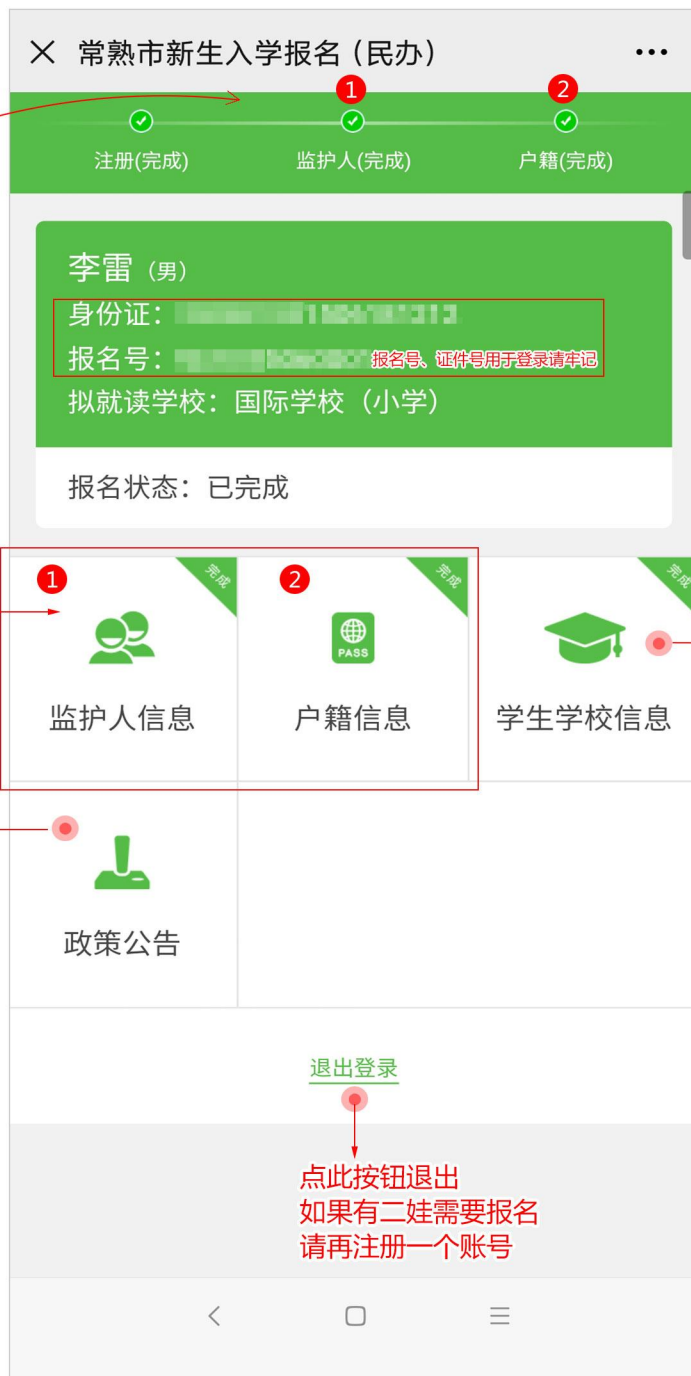 常熟市新生入学报名（民办）
1
2
注册(完成)
监护人(完成)
户籍(完成)
李雷（男）
身份证：
报名号：
报名号、证件号用于登录请牢记
拟就读学校：国际学校（小学）
报名状态：已完成
1
完成
2
完成
完成
PASS
监护人信息
户籍信息
学生学校信息
政策公告
退出登录
点此按钮退出
如果有二娃需要报名
请再注册一个账号